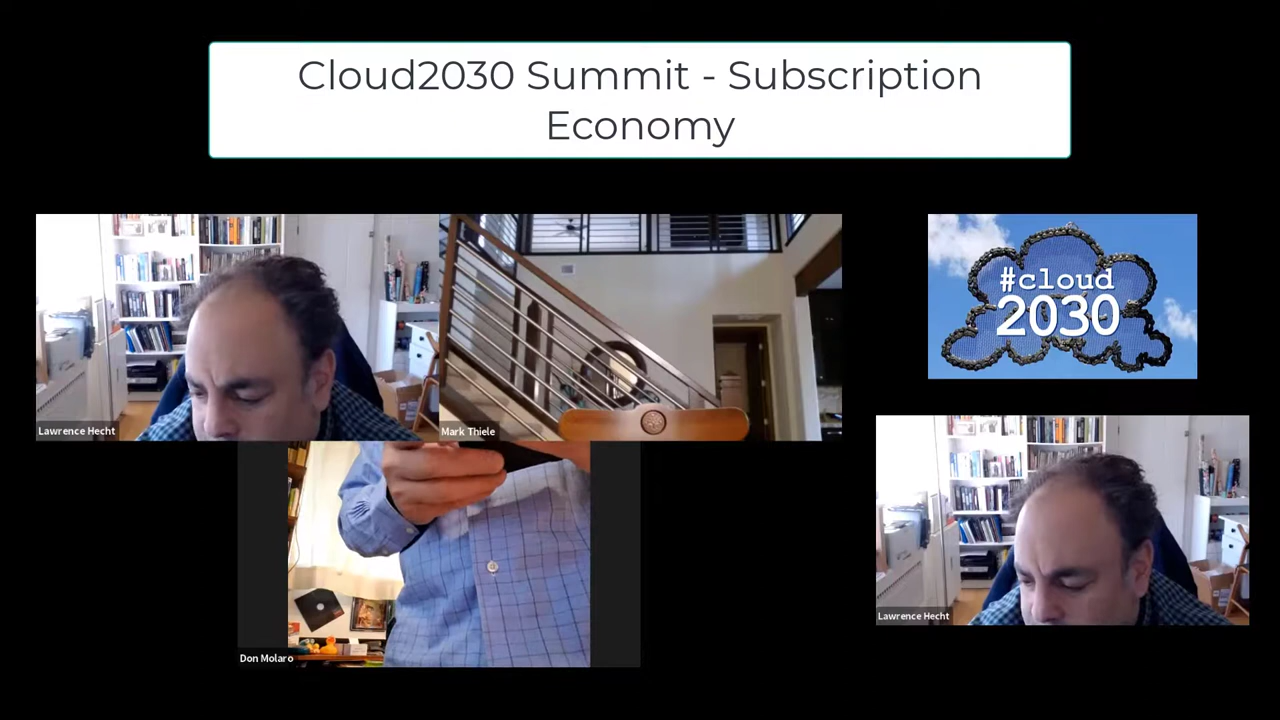 Cloud2030 Summit - Subscription
Economy
Lawrence Hecht
Mark Thiele
#cloud
2030
Lawrence Hecht
Don Molaro